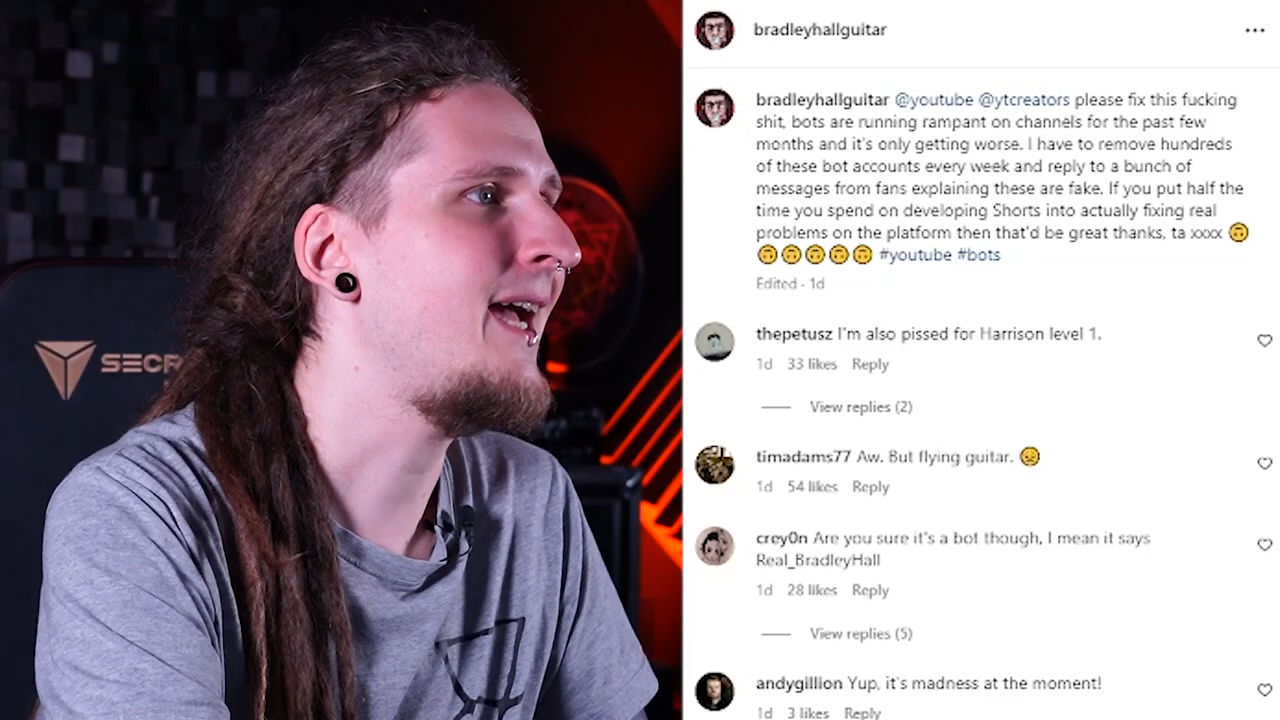 SECR
bradleyhallguitar
bradleyhallguitar @youtube @ytcreators please fix this fucking
shit, bots are running rampant on channels for the past few
months and it's only getting worse. I have to remove hundreds
of these bot accounts every week and reply to a bunch of
messages from fans explaining these are fake. If you put half the
time you spend on developing Shorts into actually fixing real
problems on the platform then that'd be great thanks, ta xxxx 🙃
🙃🙃🙃🙃🙃 #youtube #bots
Edited · 1d
thepetusz I'm also pissed for Harrison level 1.
1d 33 likes Reply
View replies (2)
timadams77 Aw. But flying guitar. 😞
1d 54 likes Reply
crey0n Are you sure it's a bot though, I mean it says
Real_BradleyHall
1d 28 likes Reply
View replies (5)
andygillion Yup, it's madness at the moment!
1d 3 likes Reply